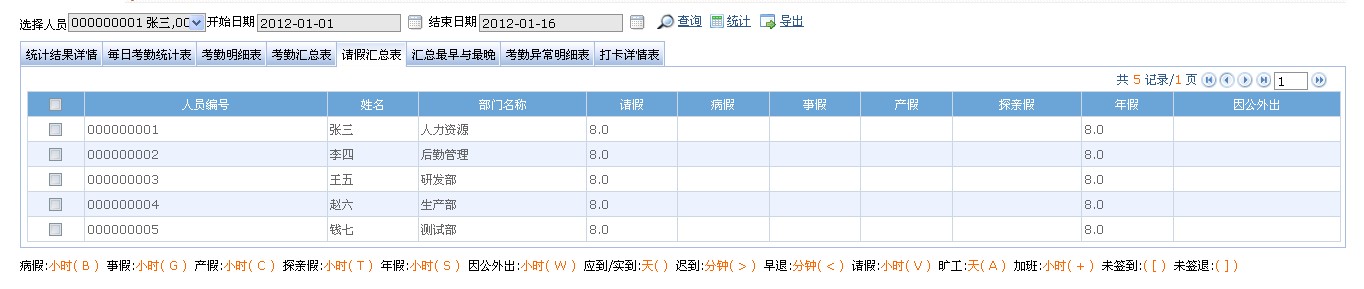 选择人员 000000001 张三,00 开始日期 2012-01-01 结束日期 2012-01-16 查询 统计 导出
统计结果详情 每日考勤统计表 考勤明细表 考勤汇总表 请假汇总表 汇总最早与最晚 考勤异常明细表 打卡详情表
共 5 记录/1 页 1
人员编号 姓名 部门名称 请假 病假 事假 产假 探亲假 年假 因公外出
000000001 张三 人力资源 8.0 8.0
000000002 李四 后勤管理 8.0 8.0
000000003 王五 研发部 8.0 8.0
000000004 赵六 生产部 8.0 8.0
000000005 钱七 测试部 8.0 8.0
病假:小时( B ) 事假:小时( G ) 产假:小时( C ) 探亲假:小时( T ) 年假:小时( S ) 因公外出:小时( W ) 应到/实到:天( ) 迟到:分钟( > ) 早退:分钟( < ) 请假:小时( V ) 旷工:天( A ) 加班:小时( + ) 未签到:( [ ) 未签退:( ] )